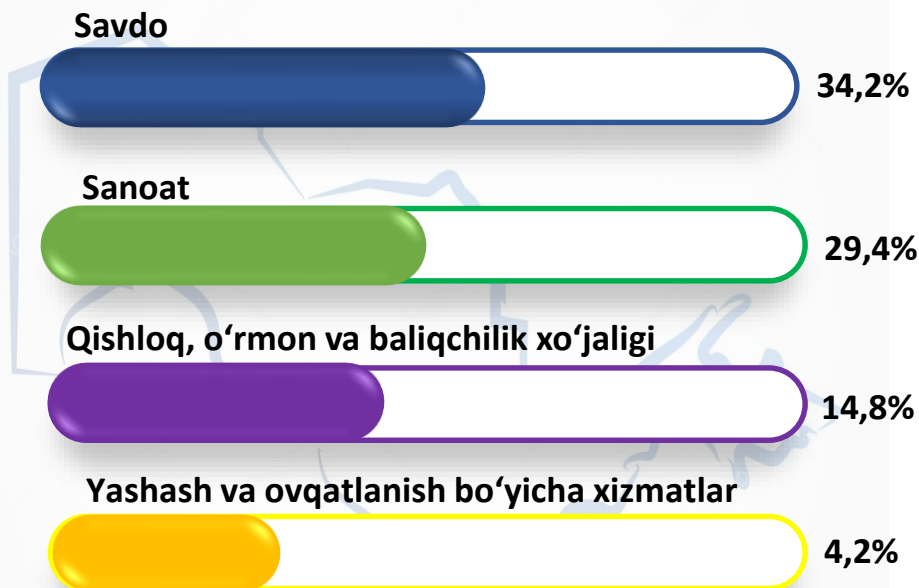 Savdo
34,2%
Sanoat
29,4%
Qishloq, o‘rmon va baliqchilik xo‘jaligi
14,8%
Yashash va ovqatlanish bo‘yicha xizmatlar
4,2%